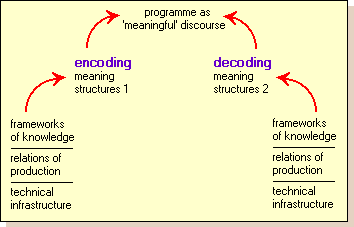 programme as
'meaningful' discourse
encoding
meaning
structures 1
decoding
meaning
structures 2
frameworks
of knowledge
relations of
production
technical
infrastructure
frameworks
of knowledge
relations of
production
technical
infrastructure